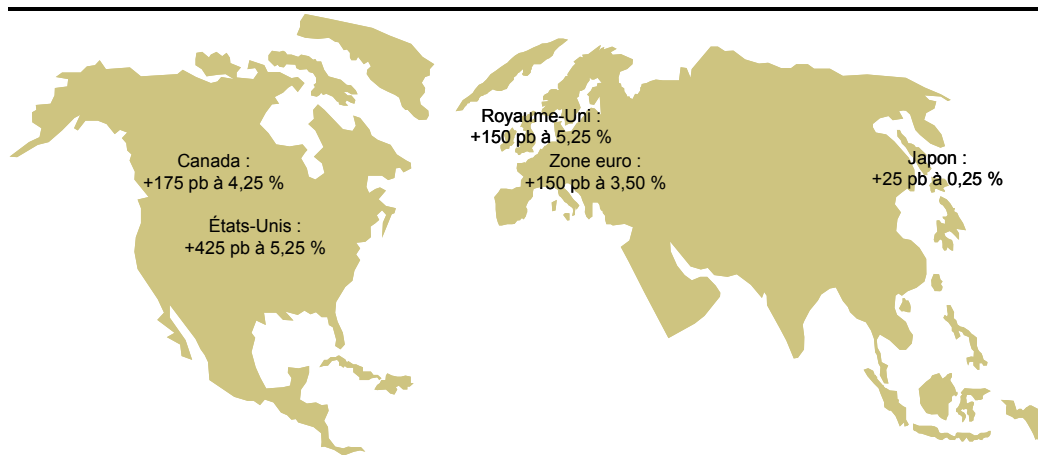 Royaume-Uni :
+150 pb à 5,25 %
Canada :
+175 pb à 4,25 %
Zone euro :
+150 pb à 3,50 %
Japon :
+25 pb à 0,25 %
États-Unis :
+425 pb à 5,25 %